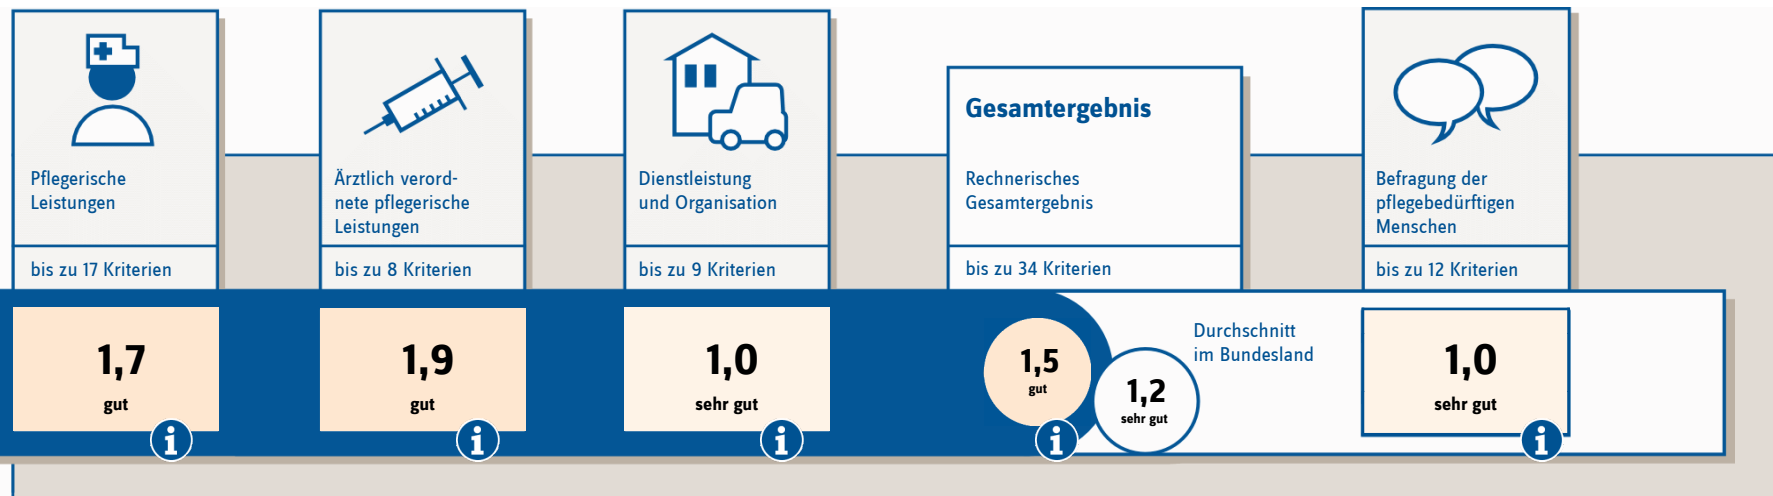 Pflegerische
Leistungen
bis zu 17 Kriterien
1,7
gut
i
Ärztlich verord-
nete pflegerische
Leistungen
bis zu 8 Kriterien
1,9
gut
i
Dienstleistung
und Organisation
bis zu 9 Kriterien
1,0
sehr gut
i
Gesamtergebnis
Rechnerisches
Gesamtergebnis
bis zu 34 Kriterien
1,5
gut
i
1,2
sehr gut
Durchschnitt
im Bundesland
Befragung der
pflegebedürftigen
Menschen
bis zu 12 Kriterien
1,0
sehr gut
i